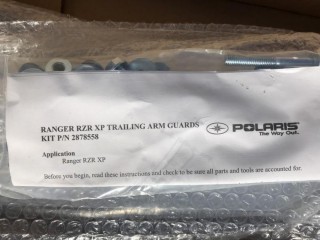 RANGER RZR XP TRAILING ARM GUARDS
KIT P/N 2878558
POLARIS
The Way Out.
Application
Ranger RZR XP
Before you begin, read these instructions and check to be sure all parts and tools are accounted for.